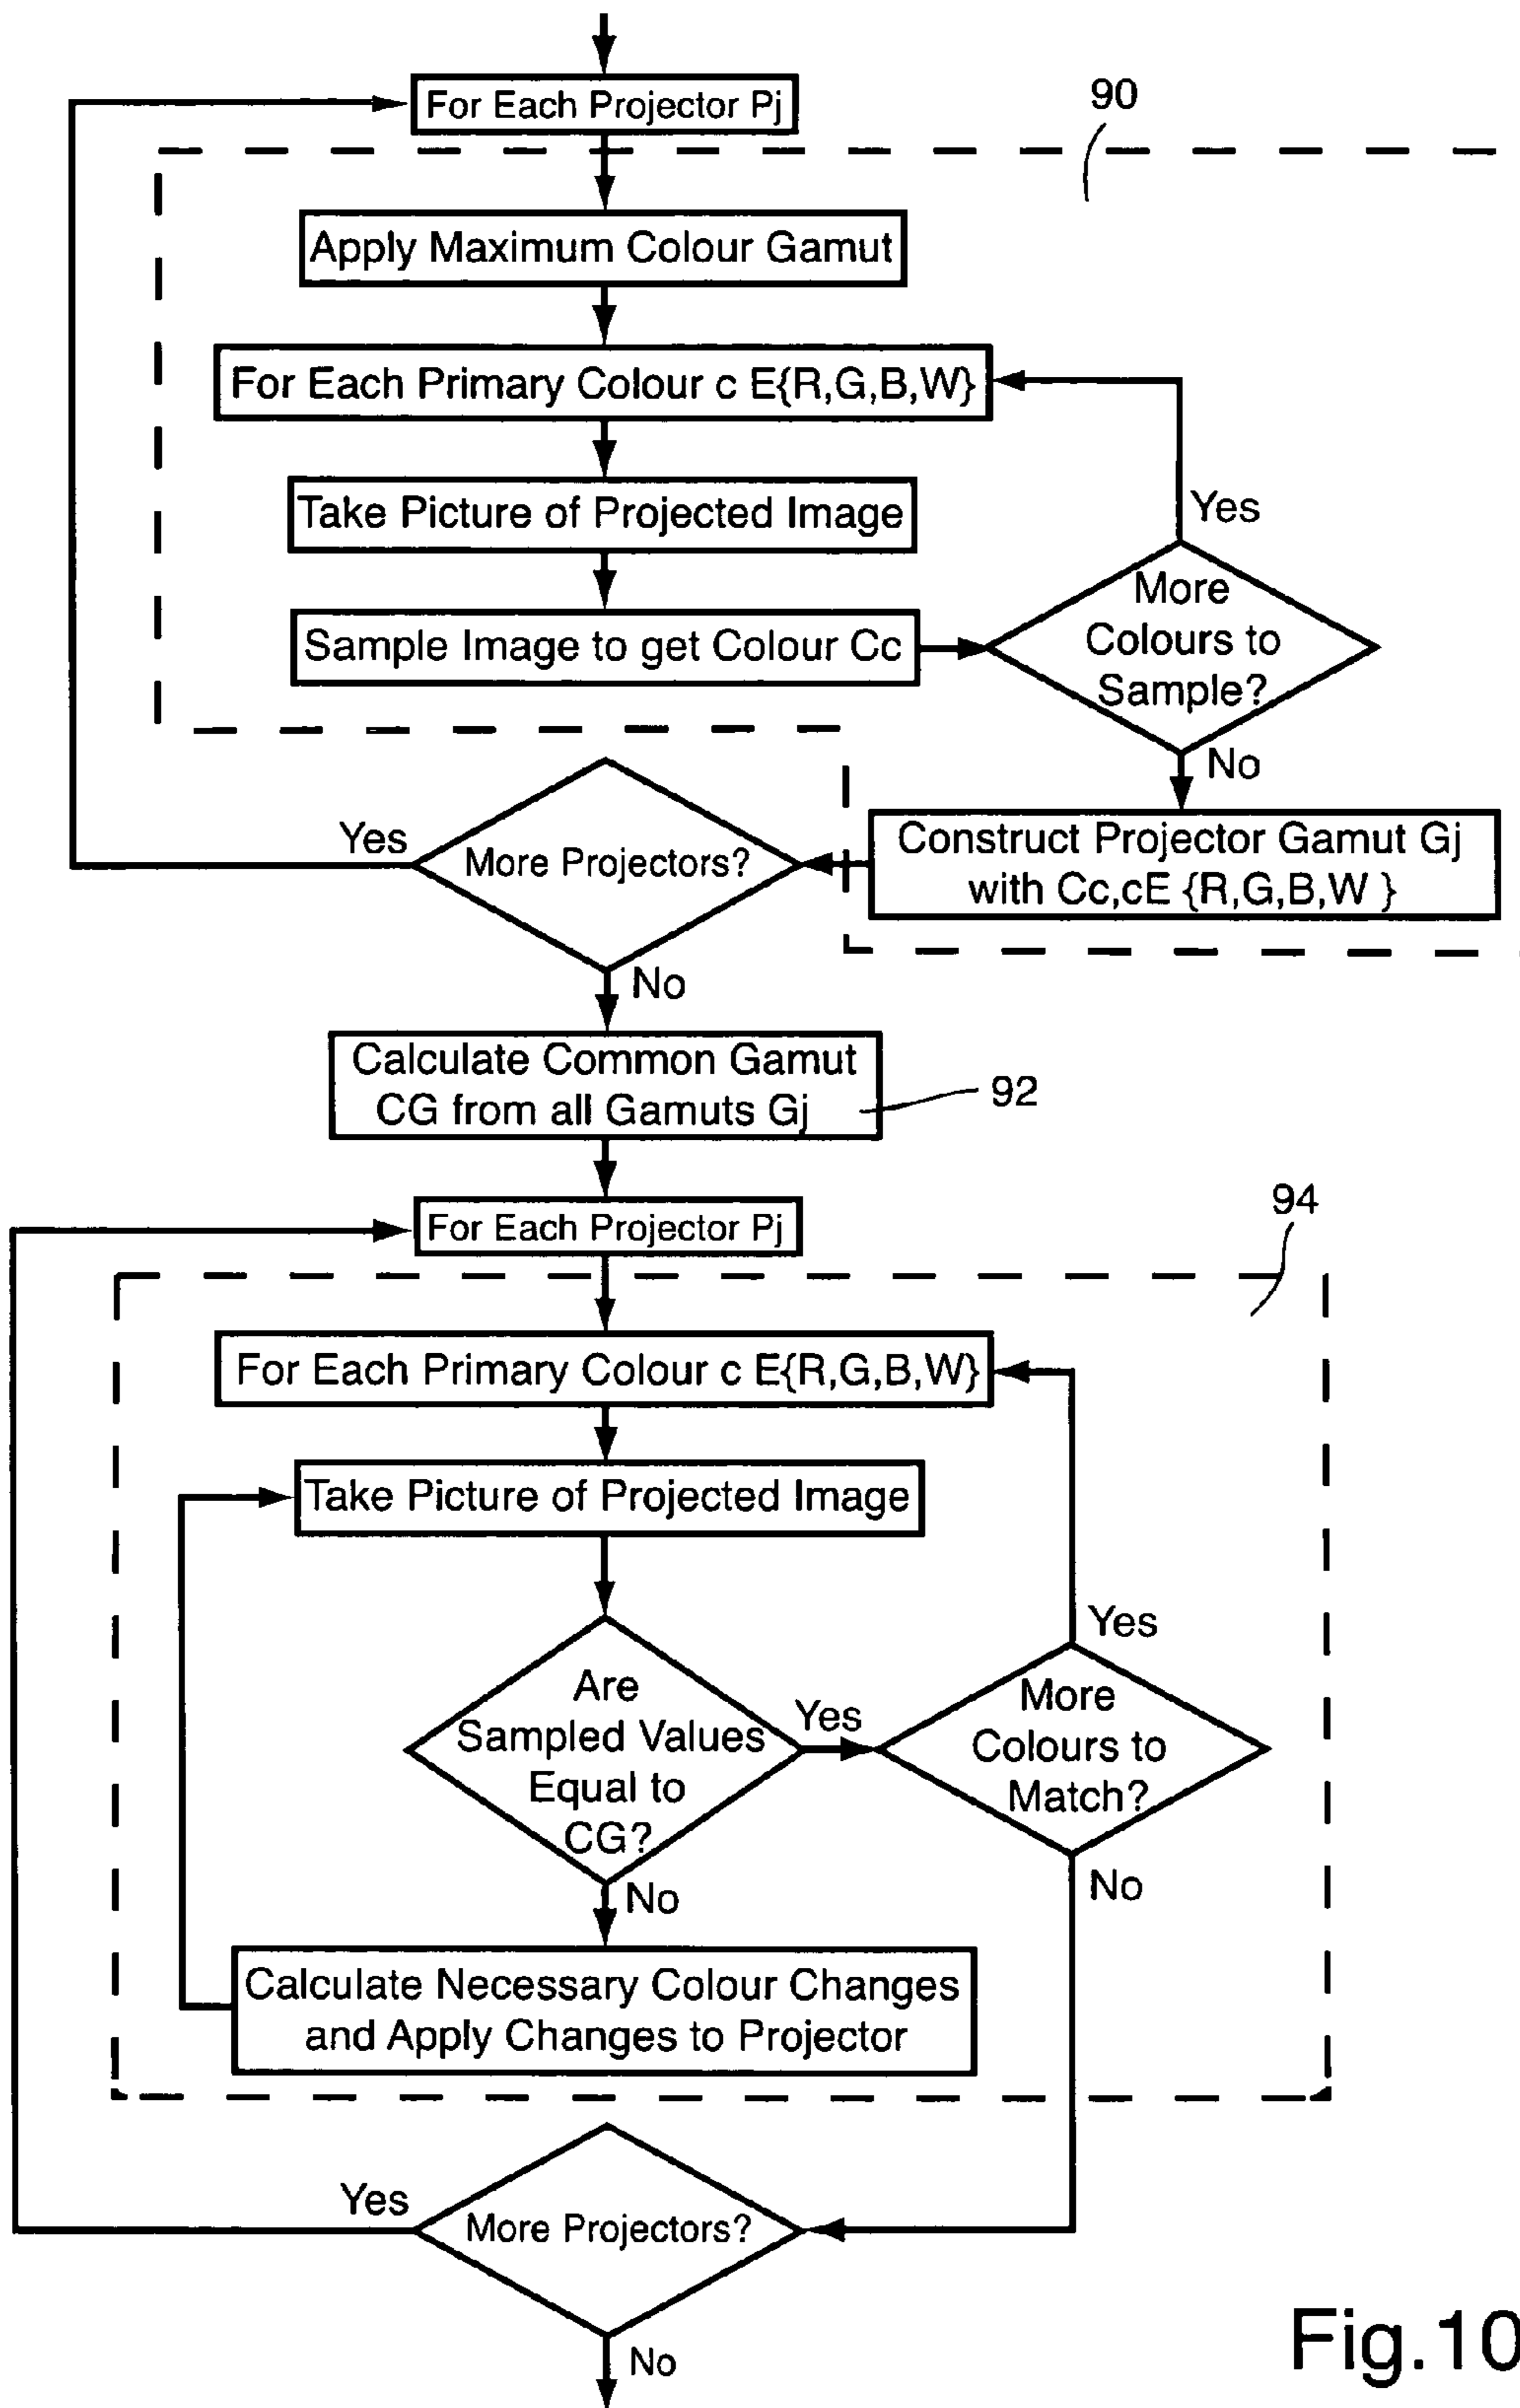 For Each Projector Pj
90
Apply Maximum Colour Gamut
For Each Primary Colour c E{R,G,B,W}
Take Picture of Projected Image
Yes
More
Colours to
Sample?
Sample Image to get Colour Cc
No
Construct Projector Gamut Gj
with Cc,cE {R,G,B,W }
Yes
More Projectors?
No
Calculate Common Gamut
CG from all Gamuts Gj
92
For Each Projector Pj
94
For Each Primary Colour c E{R,G,B,W}
Take Picture of Projected Image
Yes
Are
Sampled Values
Equal to
CG?
Yes
More
Colours to
Match?
No
No
Calculate Necessary Colour Changes
and Apply Changes to Projector
Yes
More Projectors?
No
Fig.10